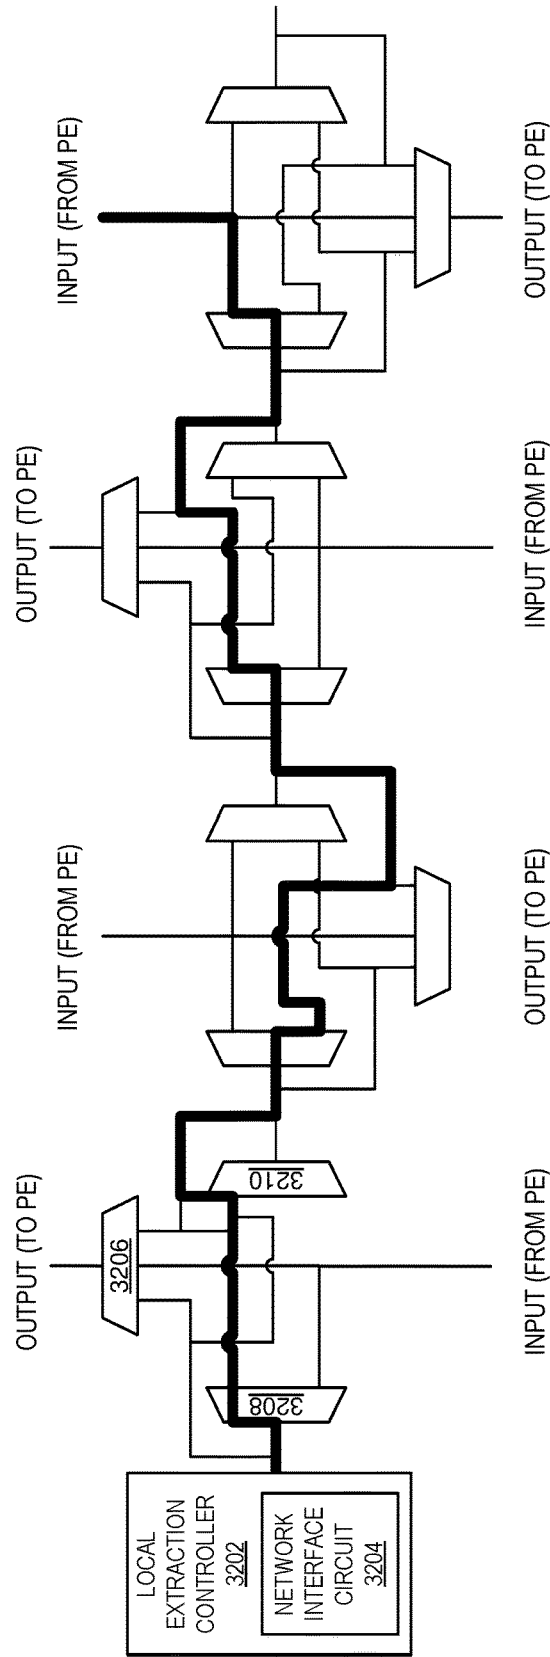 INPUT (FROM PE)
OUTPUT (TO PE)
OUTPUT (TO PE)
INPUT (FROM PE)
INPUT (FROM PE)
OUTPUT (TO PE)
OUTPUT (TO PE)
INPUT (FROM PE)
3206
3210
3208
LOCAL
EXTRACTION
CONTROLLER
3202
NETWORK
INTERFACE
CIRCUIT
3204